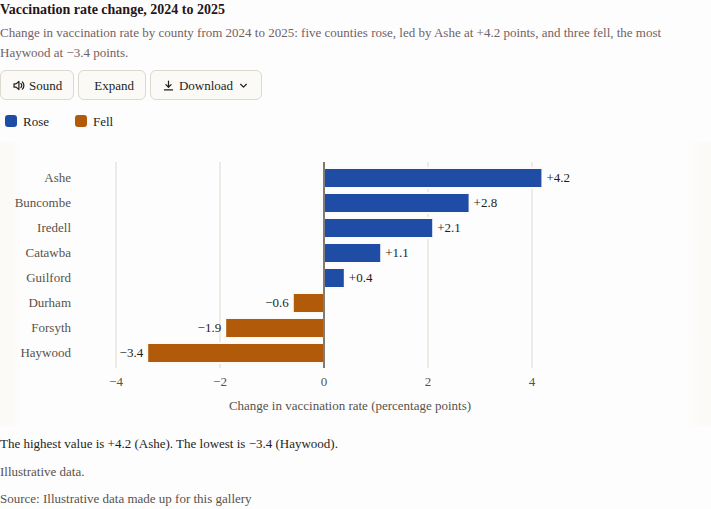 Vaccination rate change, 2024 to 2025
Change in vaccination rate by county from 2024 to 2025: five counties rose, led by Ashe at +4.2 points, and three fell, the most
Haywood at −3.4 points.
Sound
Expand
Download
Rose
Fell
Ashe +4.2
Buncombe +2.8
Iredell +2.1
Catawba +1.1
Guilford +0.4
Durham −0.6
Forsyth −1.9
Haywood −3.4
−4 −2 0 2 4
Change in vaccination rate (percentage points)
The highest value is +4.2 (Ashe). The lowest is −3.4 (Haywood).
Illustrative data.
Source: Illustrative data made up for this gallery